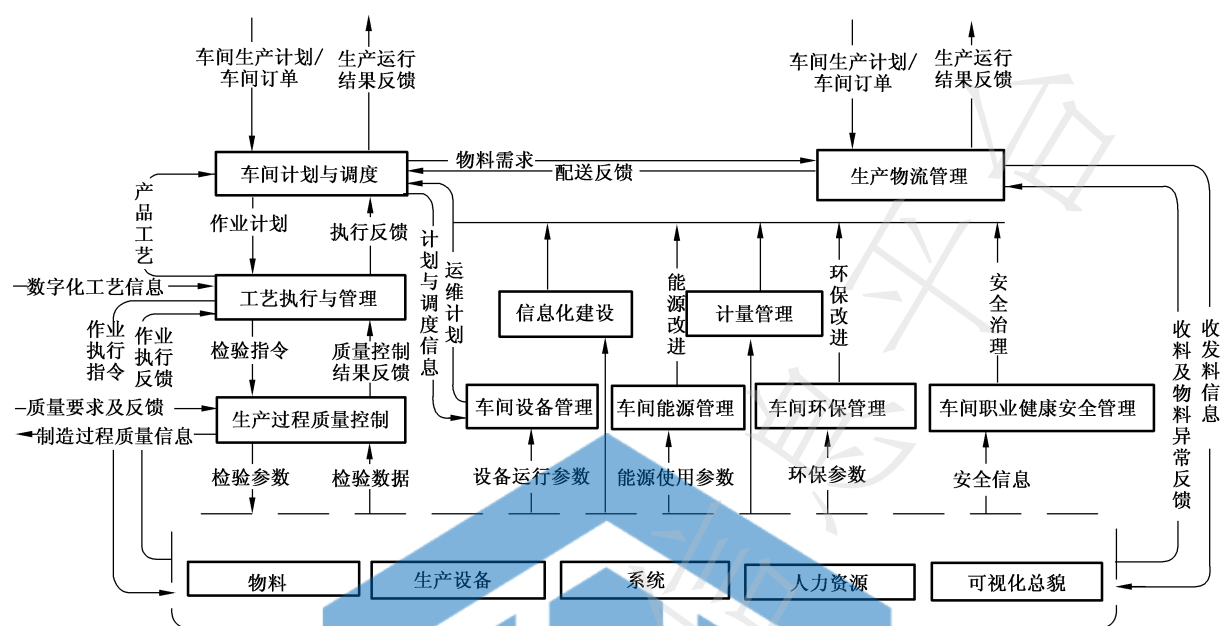 车间生产计划/
车间订单
生产运行
结果反馈
车间生产计划/
车间订单
生产运行
结果反馈
车间计划与调度
物料需求
配送反馈
生产物流管理
产品工艺
作业计划
执行反馈
计划与调度信息
运维计划
数字化工艺信息
工艺执行与管理
信息化建设
能源改进
计量管理
环保改进
安全治理
作业
执行
指令
作业
执行
反馈
检验指令
质量控制
结果反馈
收料及物料异常反馈
收发料信息
质量要求及反馈
制造过程质量信息
生产过程质量控制
车间设备管理
车间能源管理
车间环保管理
车间职业健康安全管理
检验参数
检验数据
设备运行参数
能源使用参数
环保参数
安全信息
物料
生产设备
系统
人力资源
可视化总貌